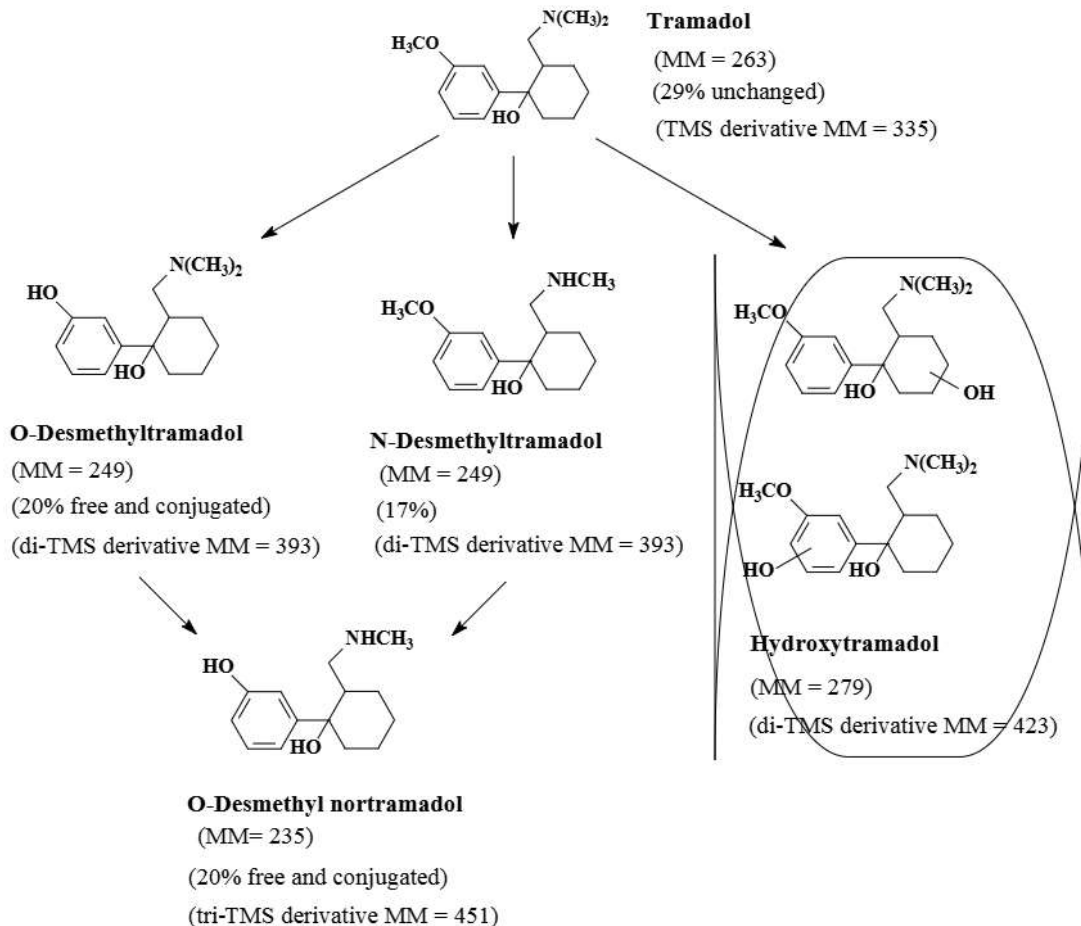 N(CH3)2
Tramadol
H3CO
(MM = 263)
(29% unchanged)
HO
(TMS derivative MM = 335)
N(CH3)2
HO
HO
O-Desmethyltramadol
(MM = 249)
(20% free and conjugated)
(di-TMS derivative MM = 393)
NHCH3
H3CO
HO
N-Desmethyltramadol
(MM = 249)
(17%)
(di-TMS derivative MM = 393)
N(CH3)2
H3CO
HO
OH
N(CH3)2
H3CO
HO
HO
Hydroxytramadol
(MM = 279)
(di-TMS derivative MM = 423)
NHCH3
HO
HO
O-Desmethyl nortramadol
(MM= 235)
(20% free and conjugated)
(tri-TMS derivative MM = 451)